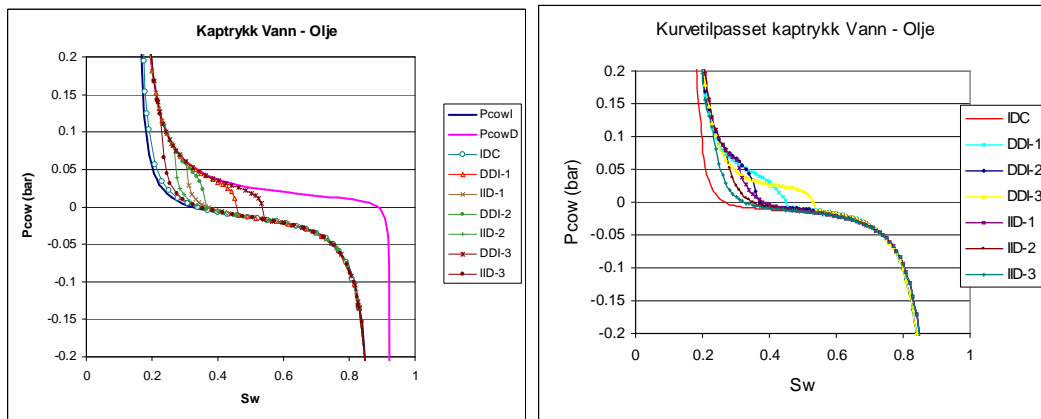 Kaptrykk Vann - Olje
0.2
0.15
0.1
0.05
0
-0.05
-0.1
-0.15
-0.2
0
0.2
0.4
0.6
0.8
1
Pcow (bar)
Sw
PcowI
PcowD
IDC
DDI-1
IID-1
DDI-2
IID-2
DDI-3
IID-3
Kurvetilpasset kaptrykk Vann - Olje
0.2
0.15
0.1
0.05
0
-0.05
-0.1
-0.15
-0.2
0
0.2
0.4
0.6
0.8
1
Pcow (bar)
Sw
IDC
DDI-1
DDI-2
DDI-3
IID-1
IID-2
IID-3